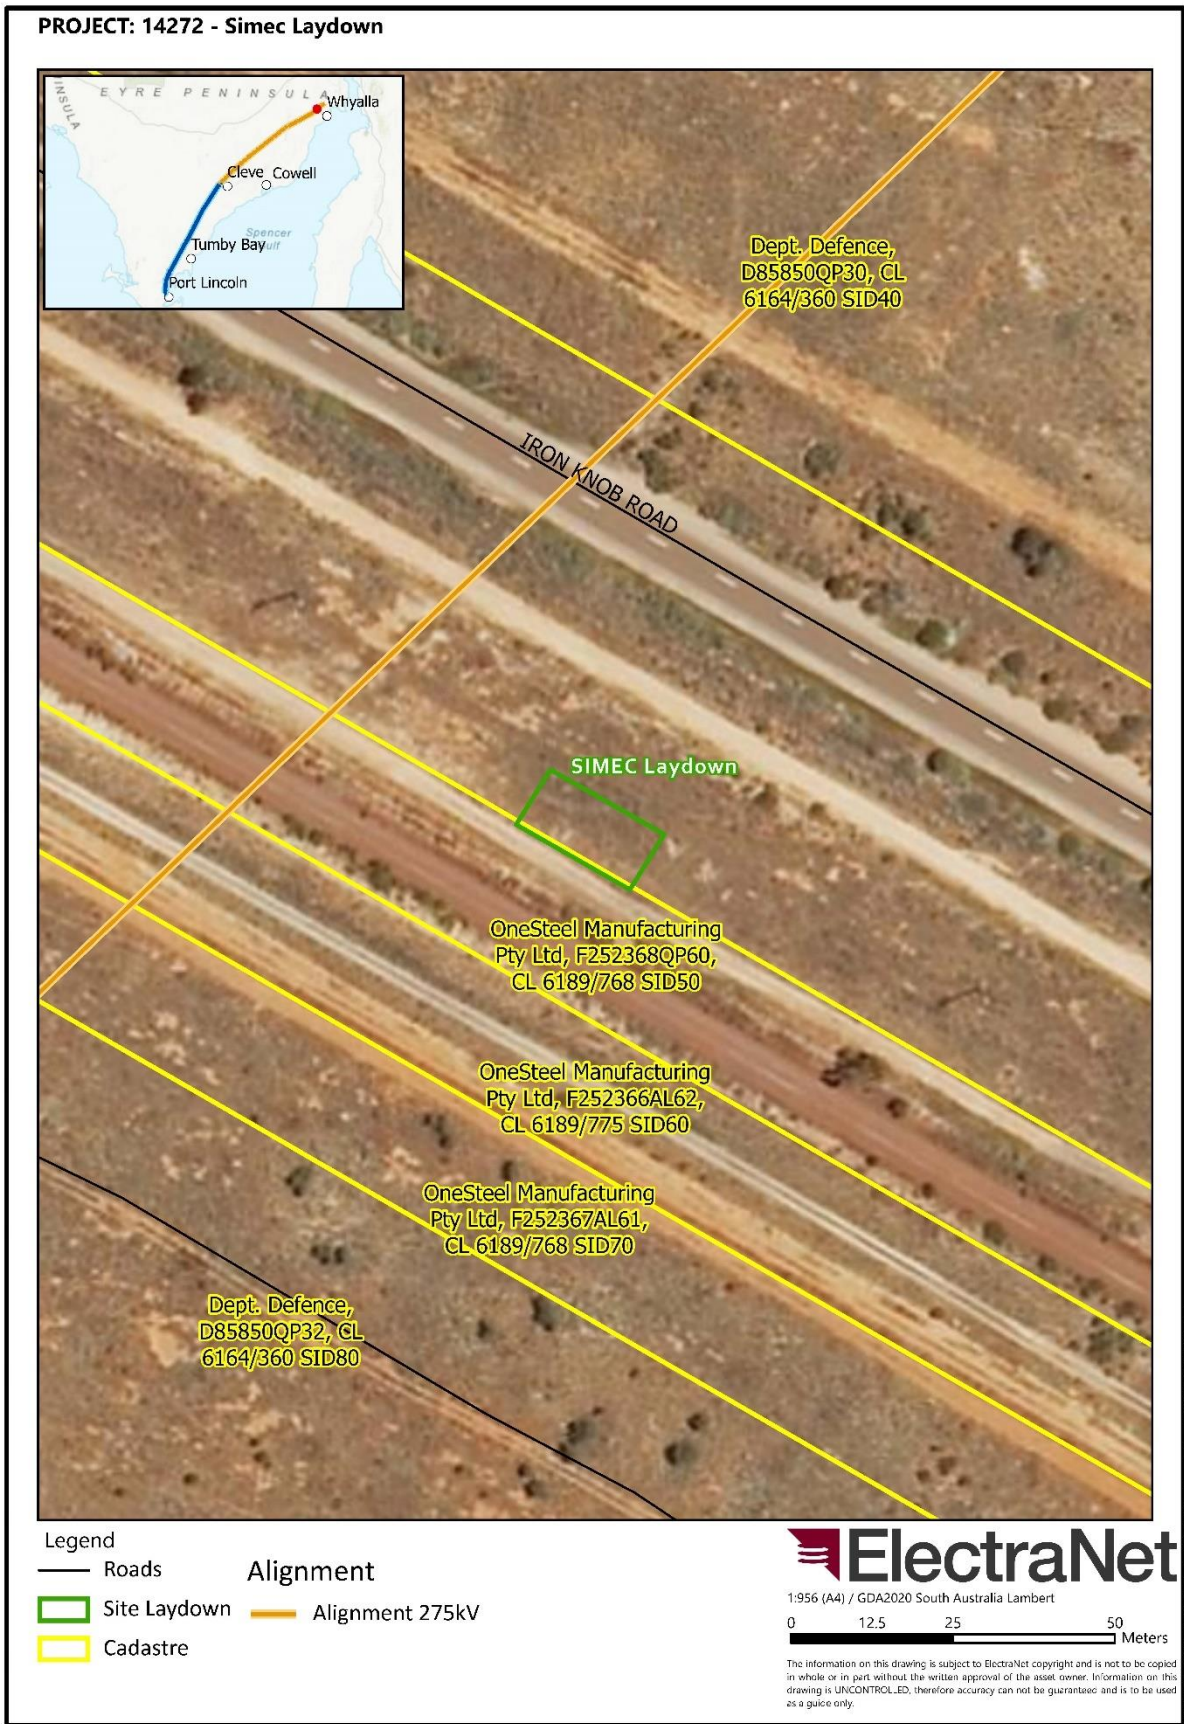 PROJECT: 14272 - Simec Laydown
INSULA
EYRE PENINSULA
Whyalla
Cleve
Cowell
Spencer
Gulf
Tumby Bay
Port Lincoln
Dept. Defence,
D85850QP30, CL
6164/360 SID40
IRON KNOB ROAD
SIMEC Laydown
OneSteel Manufacturing
Pty Ltd, F252368QP60,
CL 6189/768 SID50
OneSteel Manufacturing
Pty Ltd, F252366AL62,
CL 6189/775 SID60
OneSteel Manufacturing
Pty Ltd, F252367AL61,
CL 6189/768 SID70
Dept. Defence,
D85850QP32, CL
6164/360 SID80
Legend
Roads
Site Laydown
Cadastre
Alignment
Alignment 275kV
ElectraNet
1:956 (A4) / GDA2020 South Australia Lambert
0 12.5 25 50
Meters
The information on this drawing is subject to ElectraNet copyright and is not to be copied
in whole or in part without the written approval of the asset owner. Information on this
drawing is UNCONTROLLED, therefore accuracy can not be guaranteed and is to be used
as a guide only.